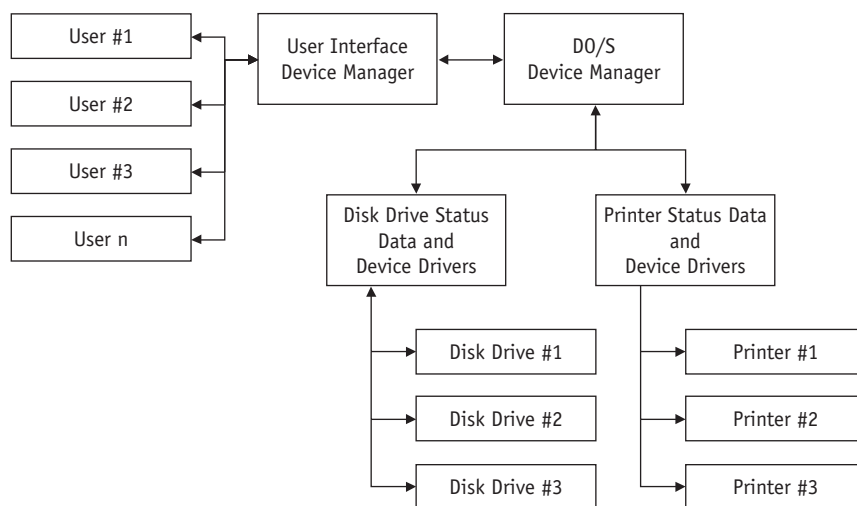 User #1
User #2
User #3
User n
User Interface
Device Manager
DO/S
Device Manager
Disk Drive Status
Data and
Device Drivers
Printer Status Data
and
Device Drivers
Disk Drive #1
Disk Drive #2
Disk Drive #3
Printer #1
Printer #2
Printer #3